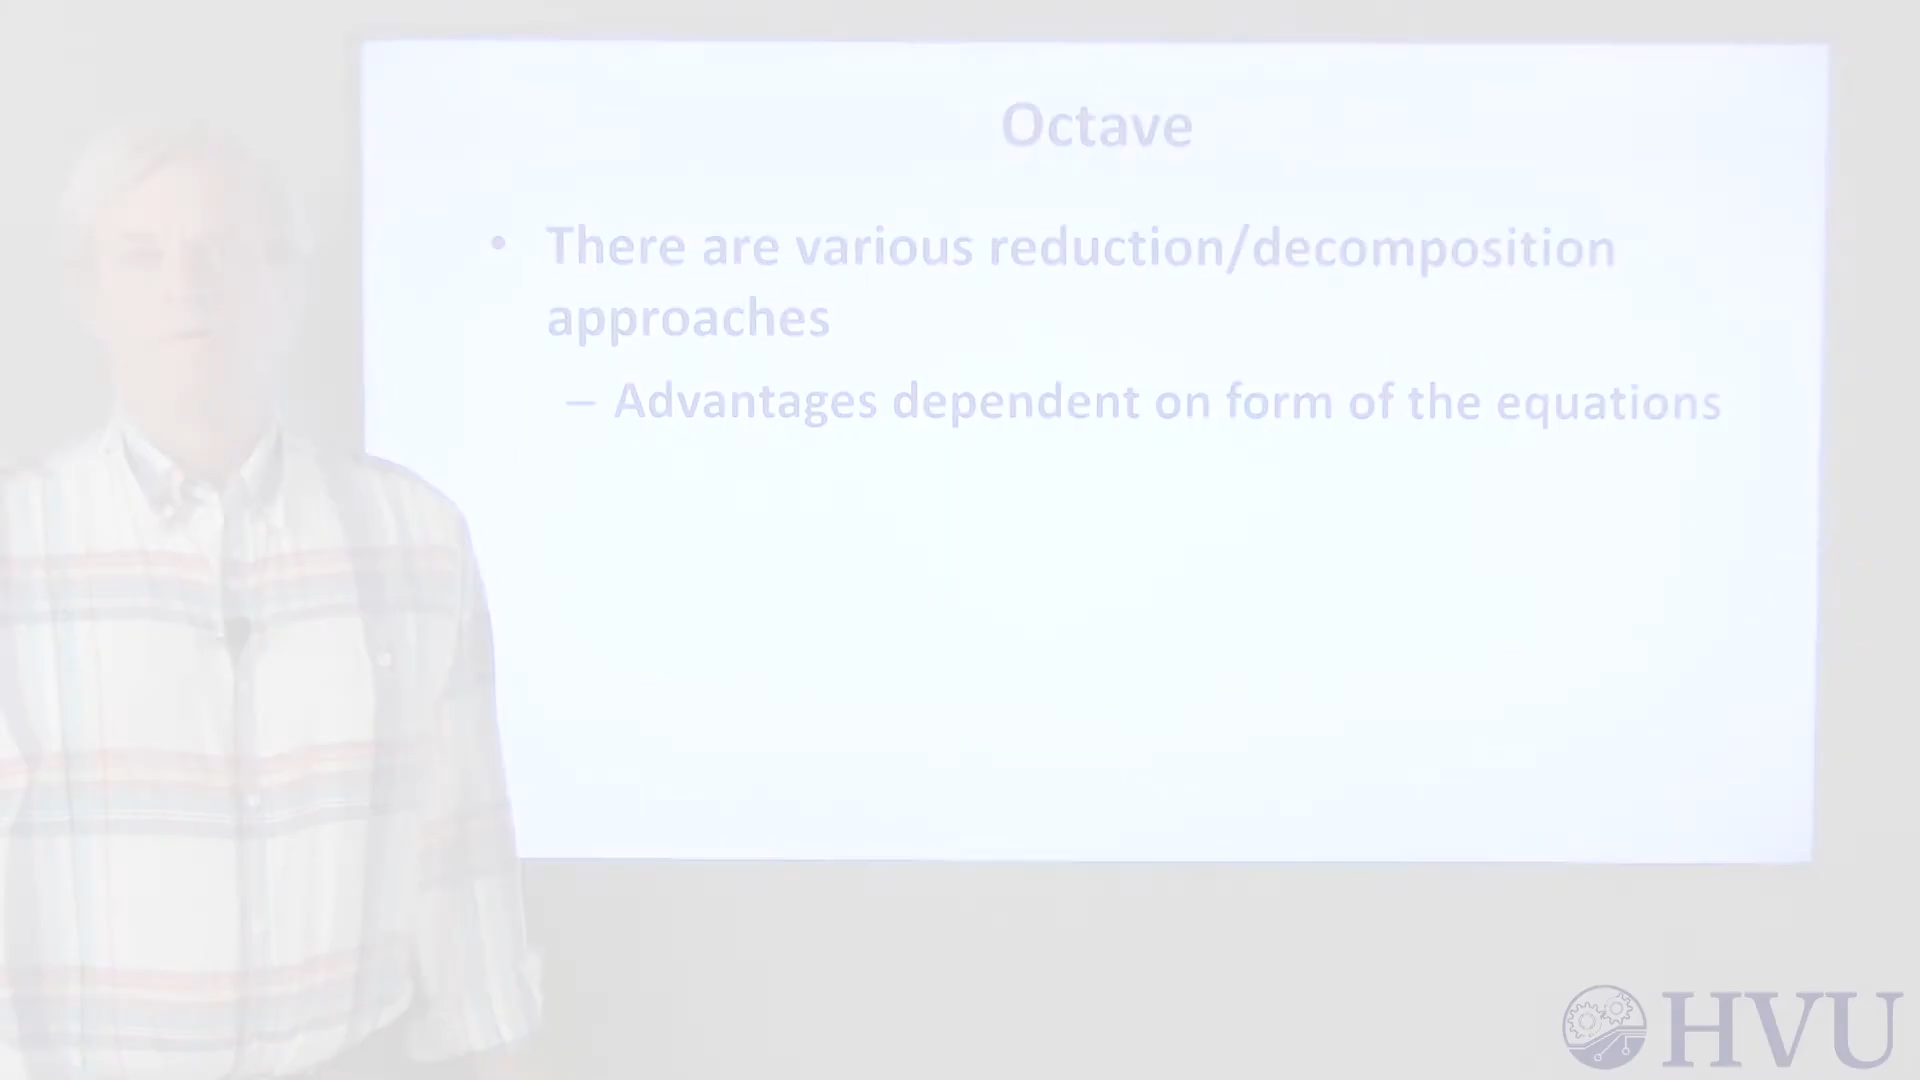 Octave
• There are various reduction/decomposition
approaches
– Advantages dependent on form of the equations
HVU